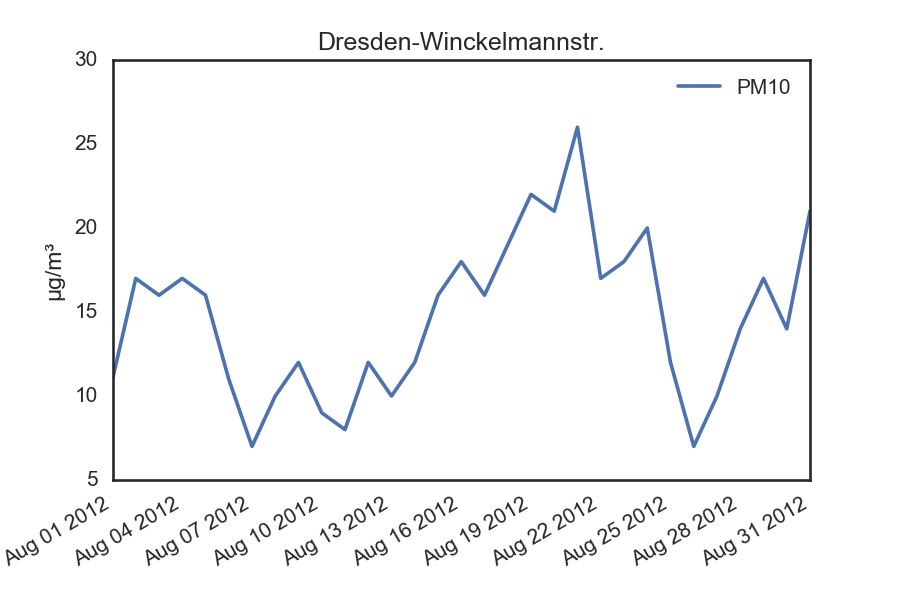 Dresden-Winckelmannstr.
30
25
20
15
10
5
µg/m³
PM10
Aug 01 2012
Aug 04 2012
Aug 07 2012
Aug 10 2012
Aug 13 2012
Aug 16 2012
Aug 19 2012
Aug 22 2012
Aug 25 2012
Aug 28 2012
Aug 31 2012